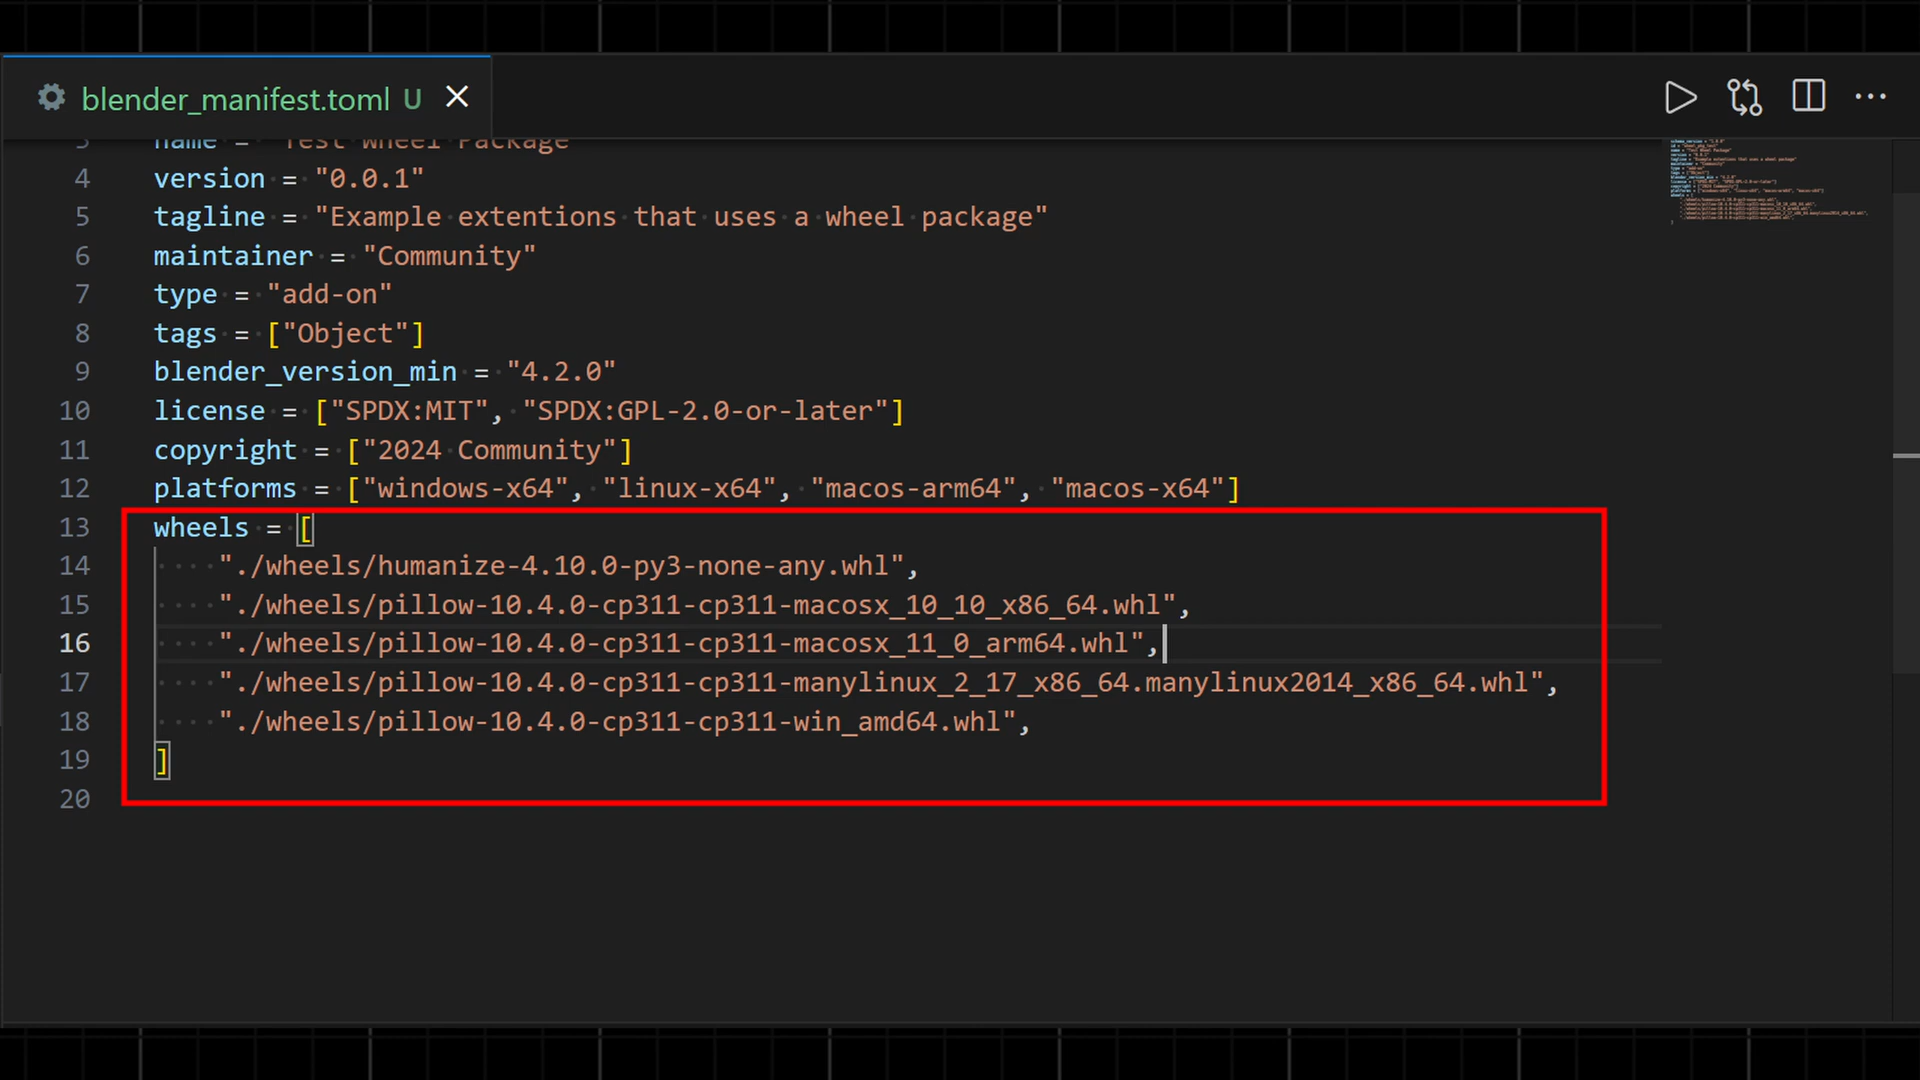 blender_manifest.toml U
3 name = "Test Wheel Package
4 version = "0.0.1"
5 tagline = "Example extentions that uses a wheel package"
6 maintainer = "Community"
7 type = "add-on"
8 tags = ["Object"]
9 blender_version_min = "4.2.0"
10 license = ["SPDX:MIT", "SPDX:GPL-2.0-or-later"]
11 copyright = ["2024 Community"]
12 platforms = ["windows-x64", "linux-x64", "macos-arm64", "macos-x64"]
13 wheels = [
14 "./wheels/humanize-4.10.0-py3-none-any.whl",
15 "./wheels/pillow-10.4.0-cp311-cp311-macosx_10_10_x86_64.whl",
16 "./wheels/pillow-10.4.0-cp311-cp311-macosx_11_0_arm64.whl",
17 "./wheels/pillow-10.4.0-cp311-cp311-manylinux_2_17_x86_64.manylinux2014_x86_64.whl",
18 "./wheels/pillow-10.4.0-cp311-cp311-win_amd64.whl",
19 ]
20